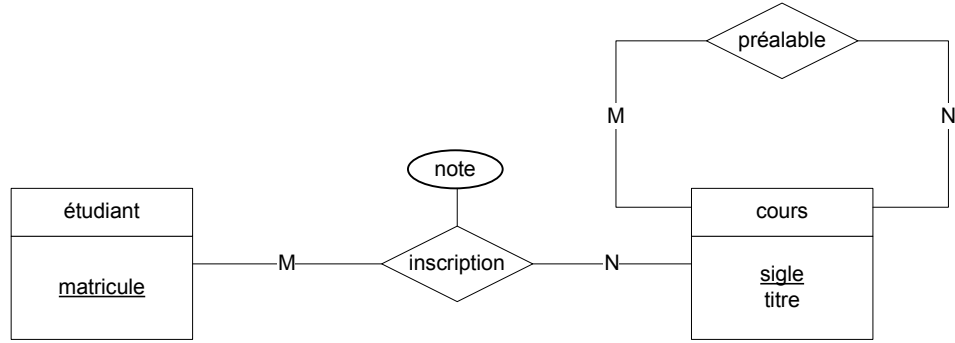 préalable
M
N
note
étudiant
cours
M
inscription
N
matricule
sigle
titre